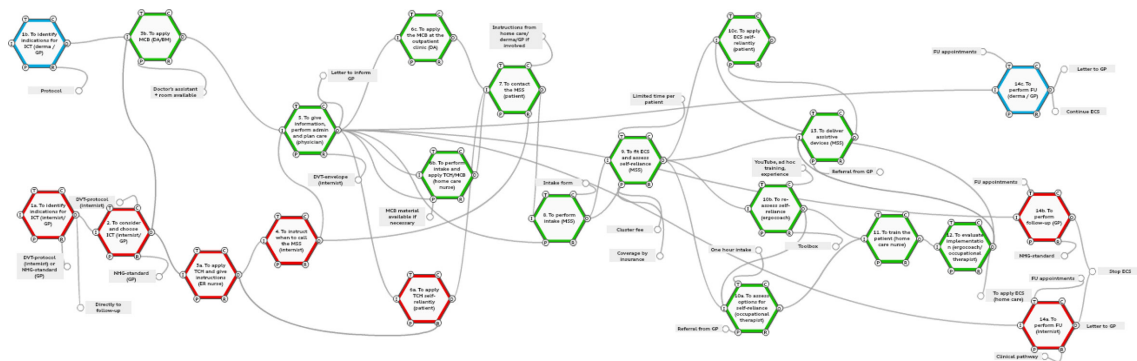 1b. To identify
indications for
ICT (derma /
GP)
Protocol
3b. To apply
MCB (DA/BM)
Doctor's assistant
+ room available
1a. To identify
indications for
ICT (internist/
GP)
DVT-protocol
(internist) or
NHG-standard
(GP)
Directly to
follow-up
DVT-protocol
(internist)
2. To consider
and choose
ICT (internist/
GP)
NHG-standard
(GP)
3a. To apply
TCM and give
instructions
(ER nurse)
Letter to inform
GP
5. To give
information,
perform admin
and plan care
(physician)
DVT-envelope
(internist)
4. To instruct
when to call
the MSS
(internist)
6c. To apply
the MCB at the
outpatient
clinic (DA)
Instructions from
home care/
derma/GP if
involved
7. To contact
the MSS
(patient)
6b. To perform
intake and
apply TCM/MCB
(home care
nurse)
MCB material
available if
necessary
6a. To apply
TCM self-
reliantly
(patient)
Intake form
8. To perform
intake (MSS)
Limited time per
patient
9. To fit ECS
and assess
self-reliance
(MSS)
Cluster fee
Coverage by
insurance
10c. To apply
ECS self-
reliantly
(patient)
13. To deliver
assistive
devices (MSS)
Referral from GP
YouTube, ad hoc
training,
experience
10b. To re-
assess self-
reliance
(ergocoach)
Toolbox
One hour intake
10a. To assess
options for
self-reliance
(occupational
therapist)
Referral from GP
11. To train the
patient (home
care nurse)
12. To evaluate
implementation
(ergocoach/
occupational
therapist)
To apply ECS
(home care)
FU appointments
14c. To
perform FU
(derma / GP)
Letter to GP
Continue ECS
FU appointments
14b. To
perform
follow-up (GP)
NHG-standard
FU appointments
Stop ECS
14a. To
perform FU
(internist)
Letter to GP
Clinical pathway